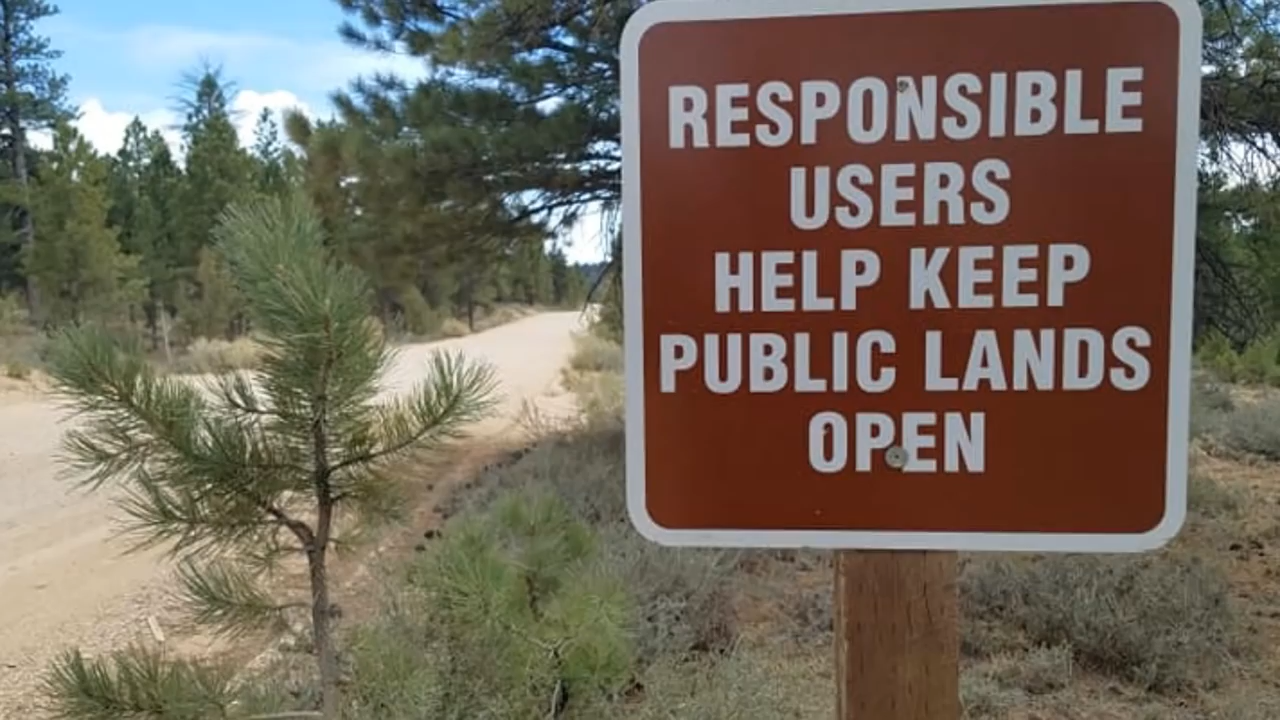 RESPONSIBLE
USERS
HELP KEEP
PUBLIC LANDS
OPEN